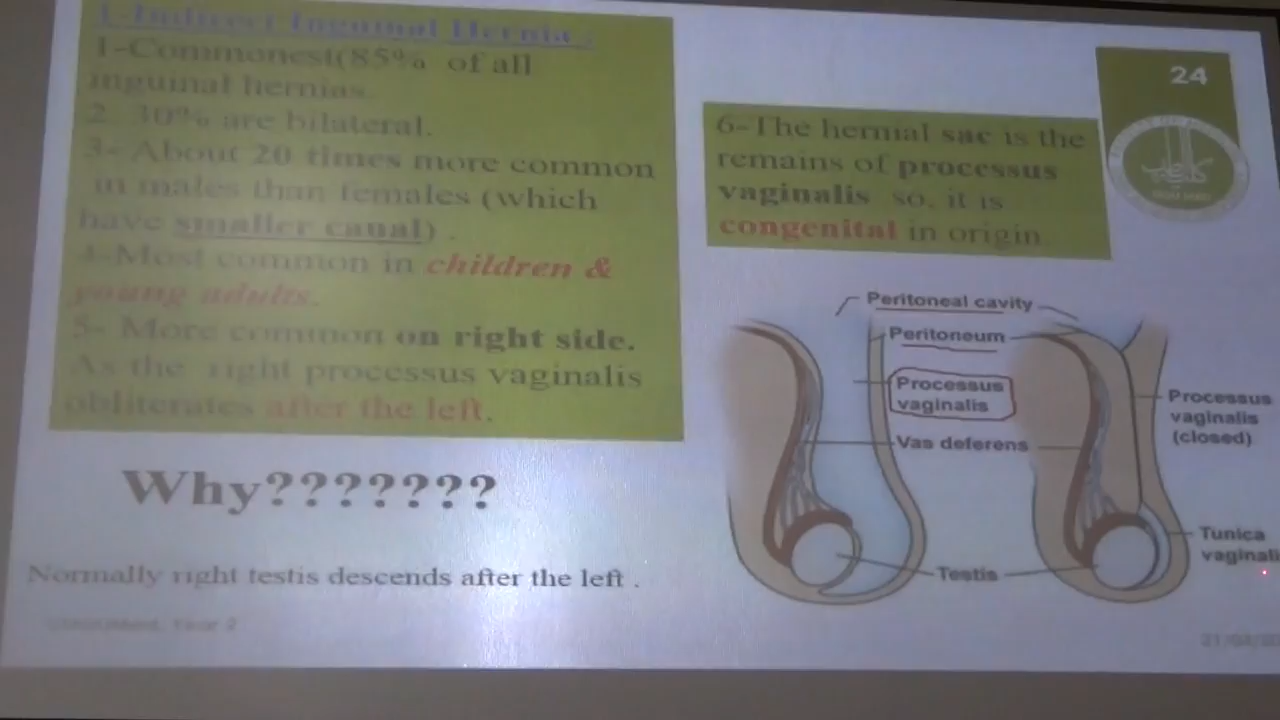 1-Indirect Inguinal Hernia :
1-Commonest(85% of all
inguinal hernias
2. 30% are bilateral.
3- About 20 times more common
in males than females (which
have smaller canal) .
4-Most common in children &
young adults.
5- More common on right side.
As the right processus vaginalis
obliterates after the left.
Why???????
Normally right testis descends after the left .
24
6-The hernial sac is the
remains of processus
vaginalis so, it is
congenital in origin.
Peritoneal cavity
Peritoneum
Processus
vaginalis
Vas deferens
Testis
Processus
vaginalis
(closed)
Tunica